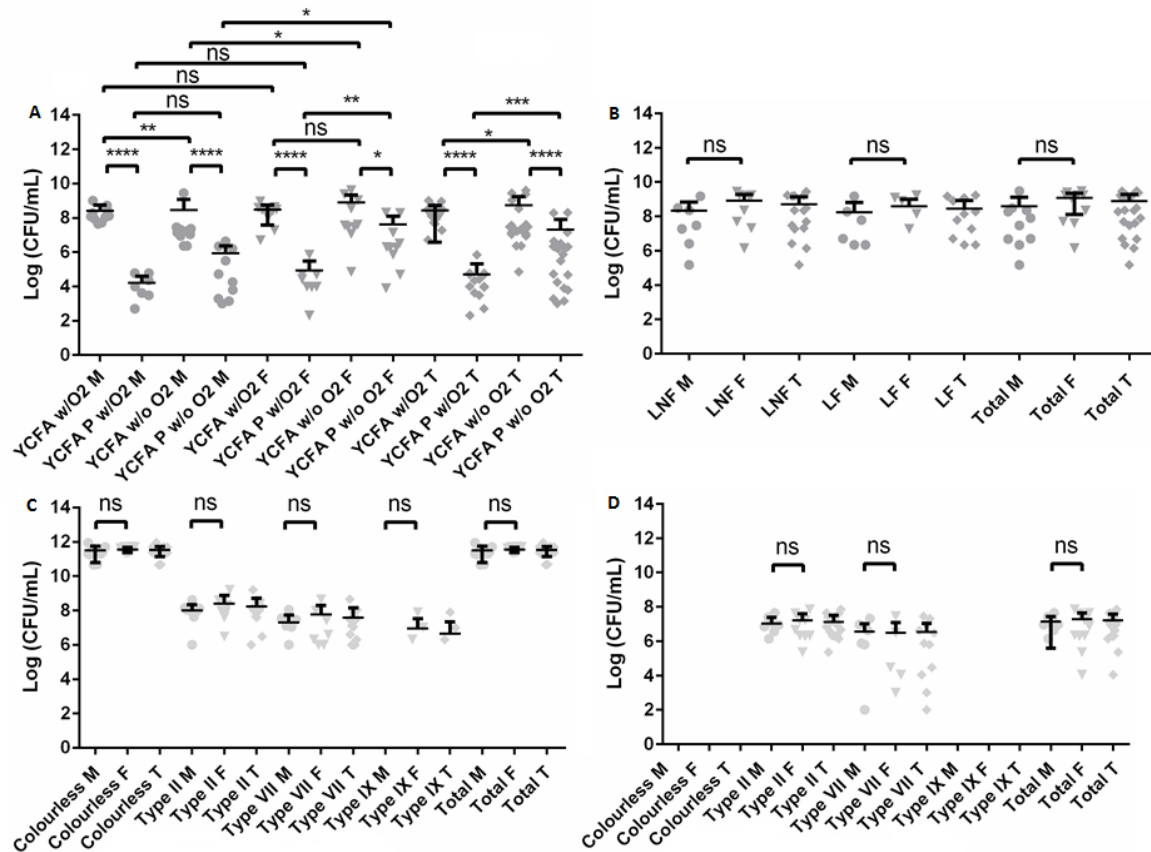 *
*
ns
ns
ns
**
***
A
**
ns
*
****
****
****
*
****
****
Log (CFU/mL)
14
12
10
8
6
4
2
0
YCFA w/O2 M
YCFA P w/O2 M
YCFA w/o O2 M
YCFA P w/o O2 M
YCFA w/O2 F
YCFA P w/O2 F
YCFA w/o O2 F
YCFA P w/o O2 F
YCFA w/O2 T
YCFA P w/O2 T
YCFA w/o O2 T
YCFA P w/o O2 T
B
ns
ns
ns
Log (CFU/mL)
14
12
10
8
6
4
2
0
LNF M
LNF F
LNF T
LF M
LF F
LF T
Total M
Total F
Total T
C
ns
ns
ns
ns
ns
Log (CFU/mL)
14
12
10
8
6
4
2
0
Colourless M
Colourless F
Colourless T
Type II M
Type II F
Type II T
Type VII M
Type VII F
Type VII T
Type IX M
Type IX F
Type IX T
Total M
Total F
Total T
D
ns
ns
ns
Log (CFU/mL)
14
12
10
8
6
4
2
0
Colourless M
Colourless F
Colourless T
Type II M
Type II F
Type II T
Type VII M
Type VII F
Type VII T
Type IX M
Type IX F
Type IX T
Total M
Total F
Total T